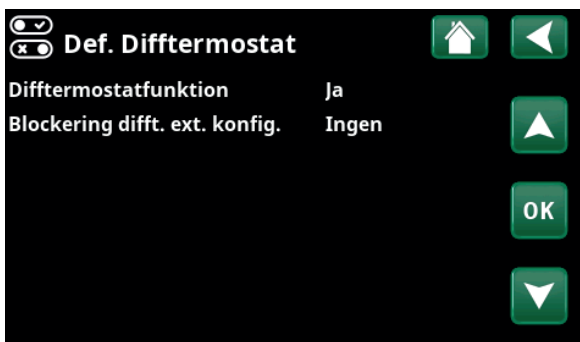 Def. Difftermostat
Difftermostatfunktion Ja
Blockering difft. ext. konfig. Ingen
OK